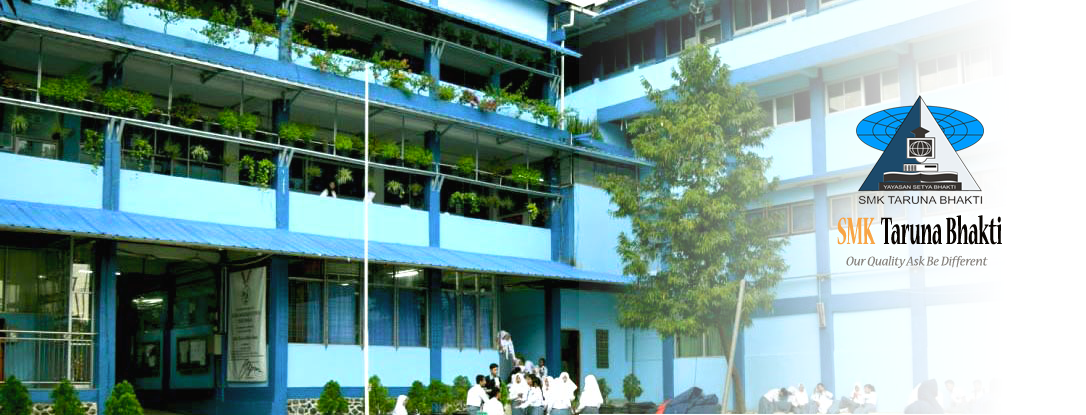 YAYASAN SETYA BHAKTI
SMK TARUNA BHAKTI
SMK Taruna Bhakti
Our Quality Ask Be Different